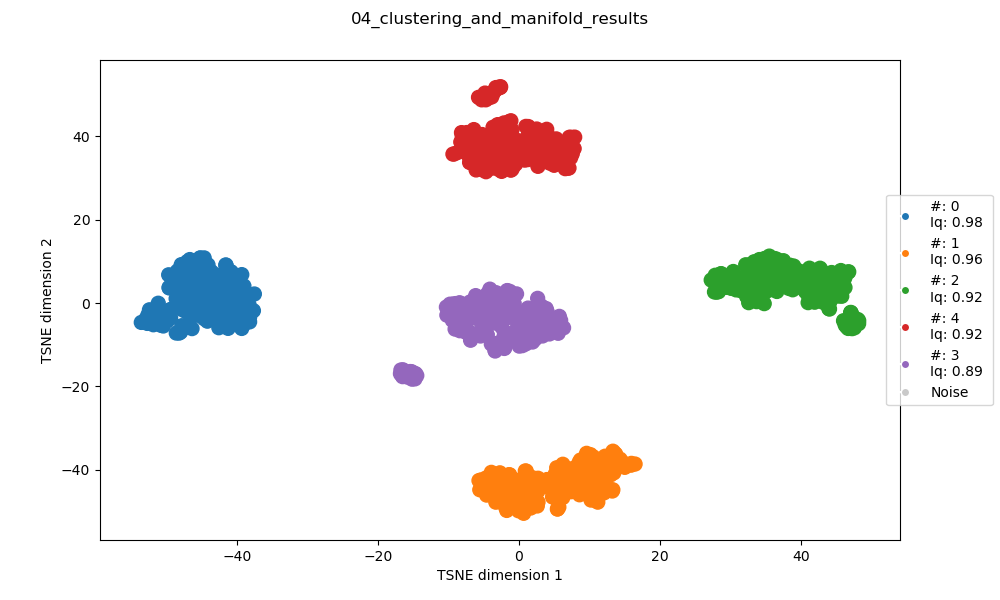 04_clustering_and_manifold_results
40
20
0
−20
−40
TSNE dimension 2
−40
−20
0
20
40
TSNE dimension 1
#: 0
Iq: 0.98
#: 1
Iq: 0.96
#: 2
Iq: 0.92
#: 4
Iq: 0.92
#: 3
Iq: 0.89
Noise